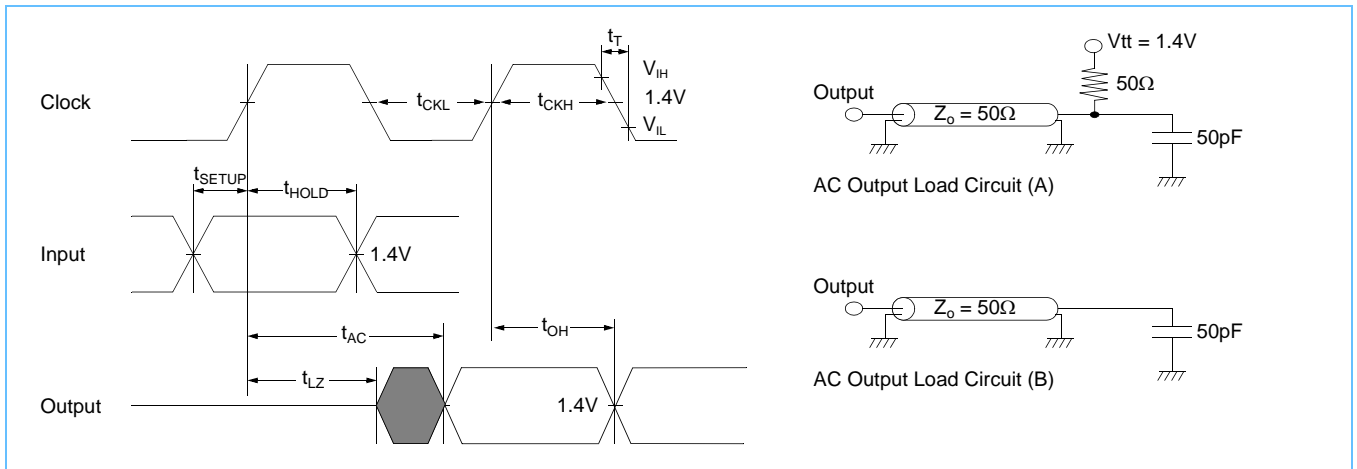 Clock
tCKL
tCKH
tT
VIH
1.4V
VIL
tSETUP
tHOLD
Input
1.4V
tAC
tOH
tLZ
Output
1.4V
Vtt = 1.4V
50Ω
Output
Zo = 50Ω
50pF
AC Output Load Circuit (A)
Output
Zo = 50Ω
50pF
AC Output Load Circuit (B)